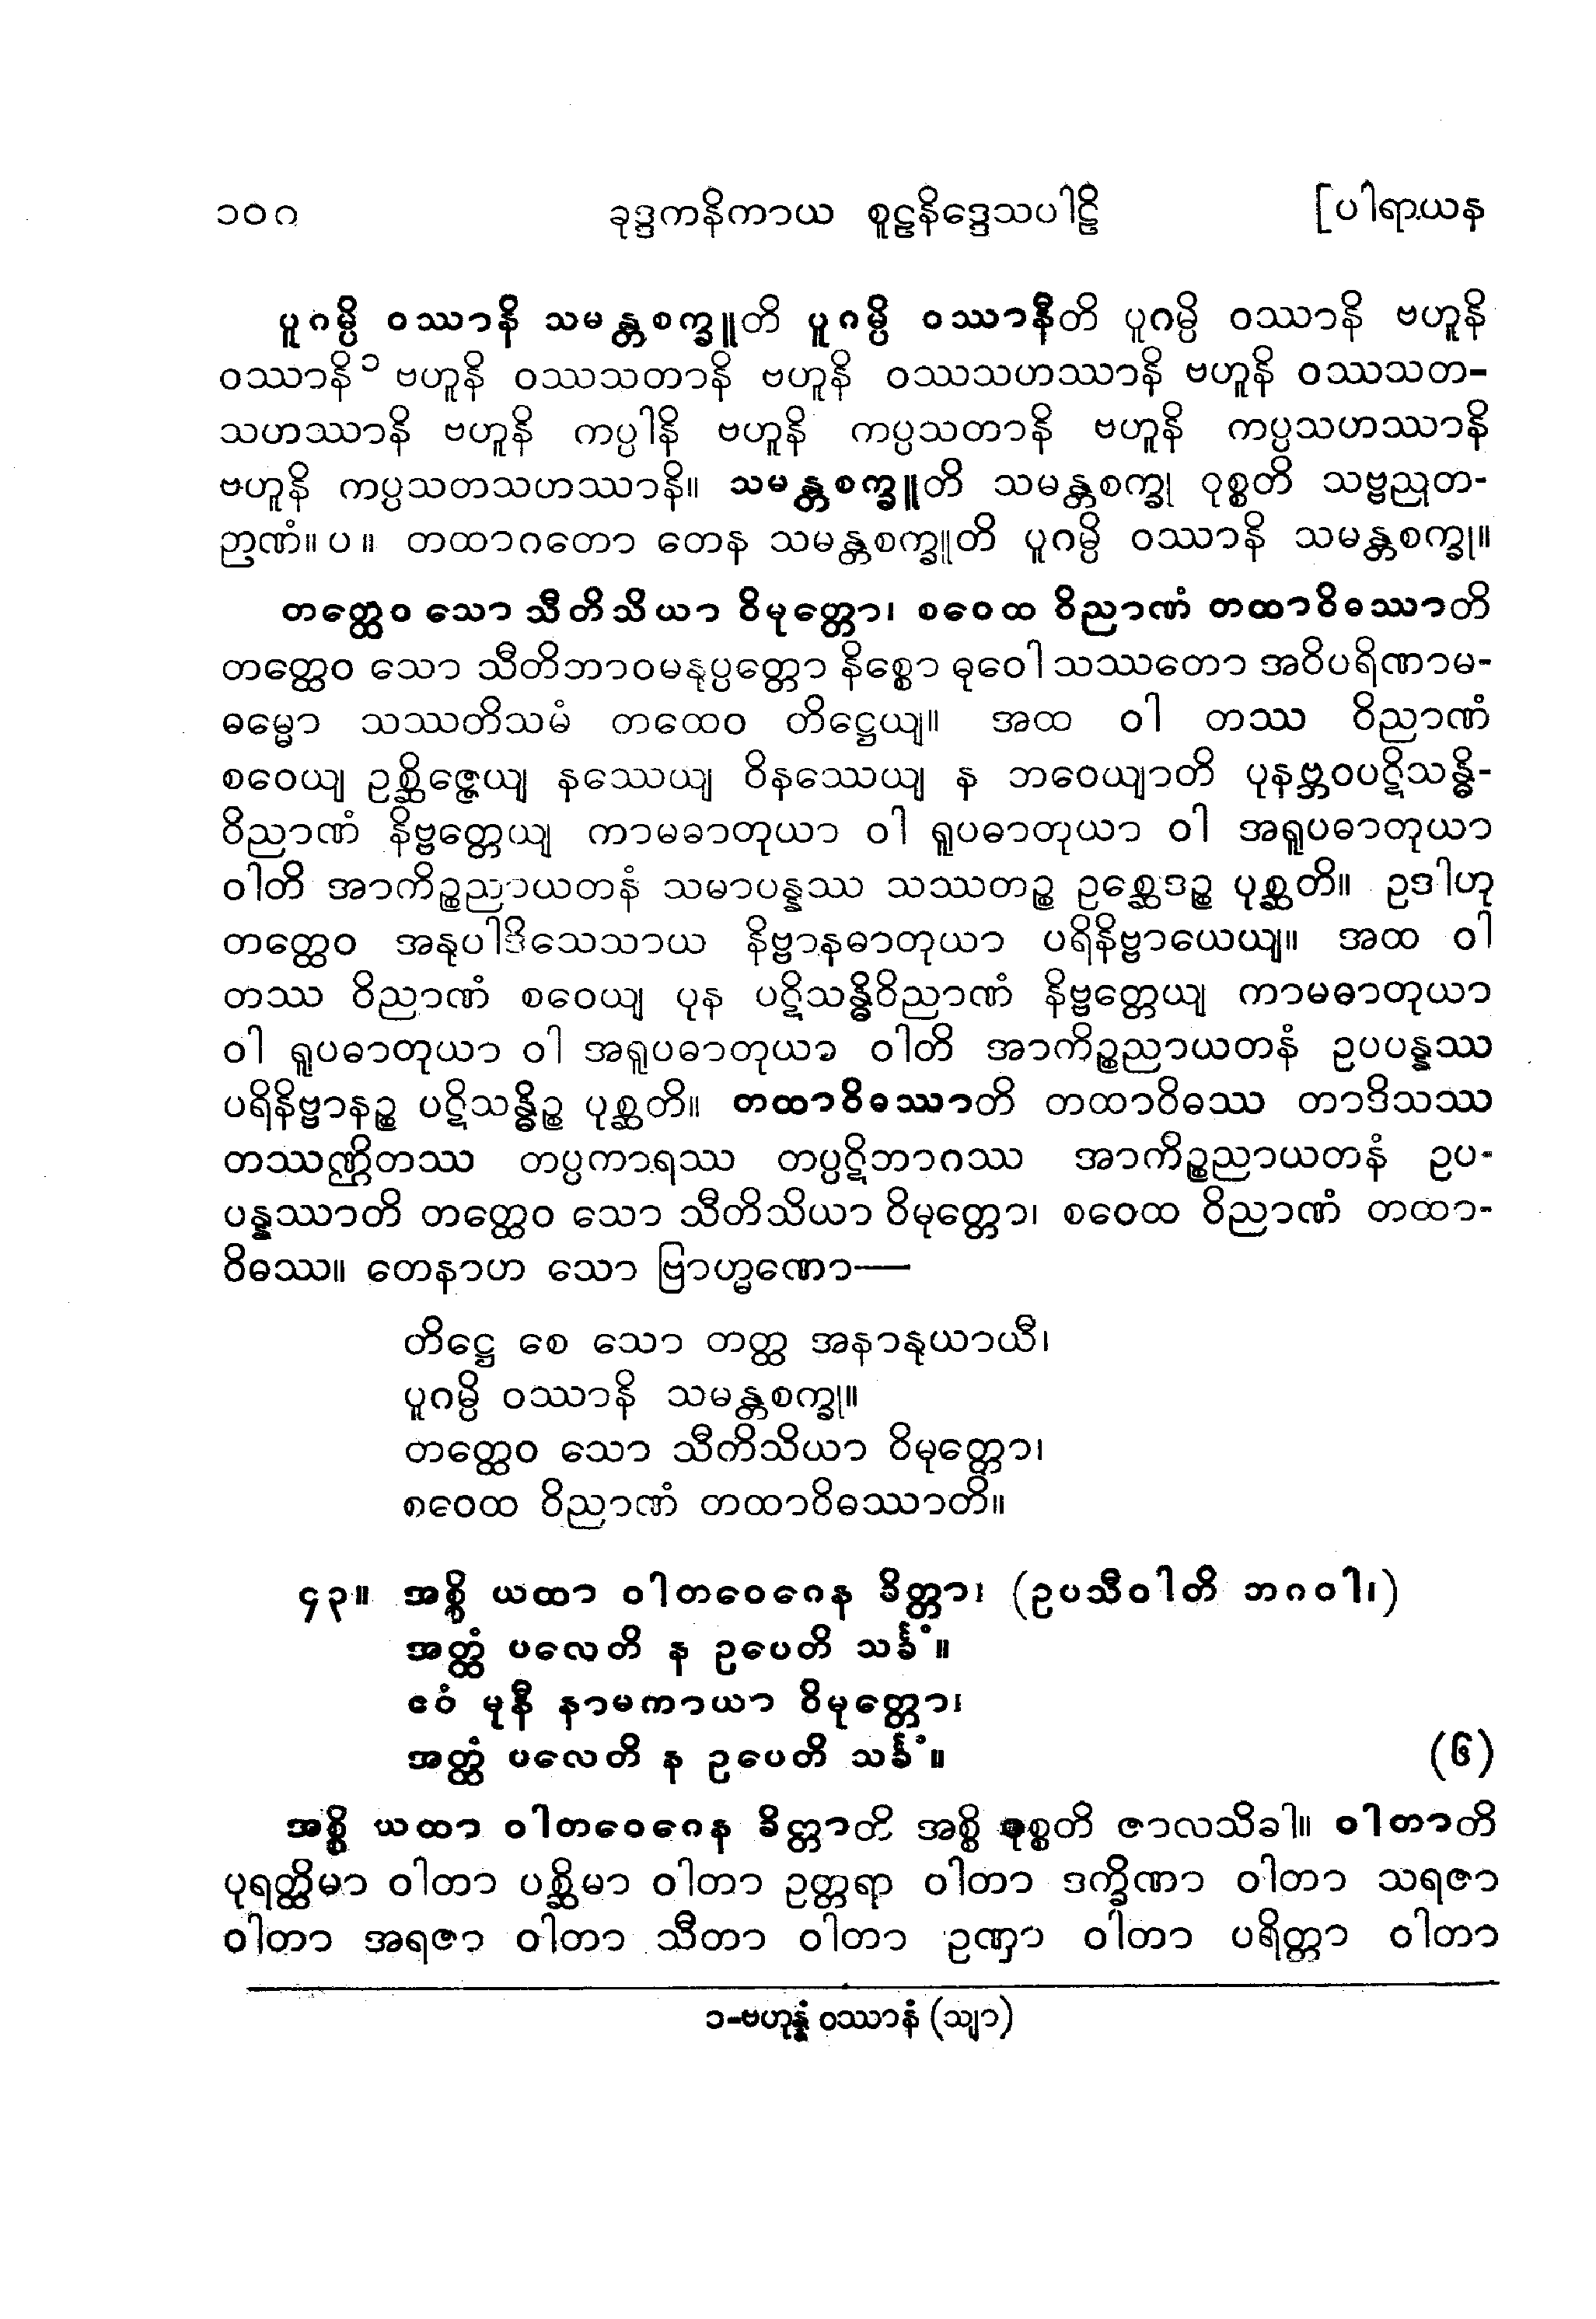 ၁၀ဂ ခုဒ္ဒကနိကာယ စူဠနိဒ္ဒေသပါဠိ [ပါရာယန
ပူဂမ္ပိ ဝဿာနိ သမန္တစက္ခူတိ ပူဂမ္ပိ ဝဿာနီတိ ပူဂမ္ပိ ဝဿာနိ ဗဟူနိ
ဝဿာနိ၁ ဗဟူနိ ဝဿသတာနိ ဗဟူနိ ဝဿသဟဿာနိ ဗဟူနိ ဝဿသတ-
သဟဿာနိ ဗဟူနိ ကပ္ပါနိ ဗဟူနိ ကပ္ပသတာနိ ဗဟူနိ ကပ္ပသဟဿာနိ
ဗဟူနိ ကပ္ပသတသဟဿာနိ။ သမန္တစက္ခူတိ သမန္တစက္ခု ဝုစ္စတိ သဗ္ဗညုတ-
ဉာဏံ။ပ။ တထာဂတော တေန သမန္တစက္ခူတိ ပူဂမ္ပိ ဝဿာနိ သမန္တစက္ခု။
တတ္ထေဝ သော သီတိသိယာ ဝိမုတ္တော၊ စဝေထ ဝိညာဏံ တထာဝိဓဿာတိ
တတ္ထေဝ သော သီတိဘာဝမနုပ္ပတ္တော နိစ္စော ဓုဝေါ သဿတော အဝိပရိဏာမ-
ဓမ္မော သဿတိသမံ တထေဝ တိဋ္ဌေယျ။ အထ ဝါ တဿ ဝိညာဏံ
စဝေယျ ဥစ္ဆိဇ္ဇေယျ နဿေယျ ဝိနဿေယျ န ဘဝေယျာတိ ပုနဗ္ဘဝပဋိသန္ဓိ-
ဝိညာဏံ နိဗ္ဗတ္တေယျ ကာမဓာတုယာ ဝါ ရူပဓာတုယာ ဝါ အရူပဓာတုယာ
ဝါတိ အာကိဉ္စညာယတနံ သမာပန္နဿ သဿတဉ္စ ဥစ္ဆေဒဉ္စ ပုစ္ဆတိ။ ဥဒါဟု
တတ္ထေဝ အနုပါဒိသေသာယ နိဗ္ဗာနဓာတုယာ ပရိနိဗ္ဗာယေယျ။ အထ ဝါ
တဿ ဝိညာဏံ စဝေယျ ပုန ပဋိသန္ဓိဝိညာဏံ နိဗ္ဗတ္တေယျ ကာမဓာတုယာ
ဝါ ရူပဓာတုယာ ဝါ အရူပဓာတုယာ ဝါတိ အာကိဉ္စညာယတနံ ဥပပန္နဿ
ပရိနိဗ္ဗာနဉ္စ ပဋိသန္ဓိဉ္စ ပုစ္ဆတိ။ တထာဝိဓဿာတိ တထာဝိဓဿ တာဒိသဿ
တဿဏ္ဌိတဿ တပ္ပကာရဿ တပ္ပဋိဘာဂဿ အာကိဉ္စညာယတနံ ဥပ-
ပန္နဿာတိ တတ္ထေဝ သော သီတိသိယာ ဝိမုတ္တော၊ စဝေထ ဝိညာဏံ တထာ-
ဝိဓဿ။ တေနာဟ သော ဗြာဟ္မဏော—
တိဋ္ဌေ စေ သော တတ္ထ အနာနုယာယီ၊
ပူဂမ္ပိ ဝဿာနိ သမန္တစက္ခု။
တတ္ထေဝ သော သီတိသိယာ ဝိမုတ္တော၊
စဝေထ ဝိညာဏံ တထာဝိဓဿာတိ။
၄၃။ အစ္စိ ယထာ ဝါတဝေဂေန ခိတ္တာ၊ (ဥပသီဝါတိ ဘဂဝါ၊)
အတ္ထံ ပလေတိ န ဥပေတိ သင်္ခံ။
ဧဝံ မုနီ နာမကာယာ ဝိမုတ္တော၊
အတ္ထံ ပလေတိ န ဥပေတိ သင်္ခံ။ (၆)
အစ္စိ ယထာ ဝါတဝေဂေန ခိတ္တာတိ အစ္စိ ဝုစ္စတိ ဇာလသိခါ။ ဝါတာတိ
ပုရတ္ထိမာ ဝါတာ ပစ္ဆိမာ ဝါတာ ဥတ္တရာ ဝါတာ ဒက္ခိဏာ ဝါတာ သရဇာ
ဝါတာ အရဇာ ဝါတာ သီတာ ဝါတာ ဥဏှာ ဝါတာ ပရိတ္တာ ဝါတာ
၁-ဗဟုန္နံ ဝဿာနံ (သျာ)